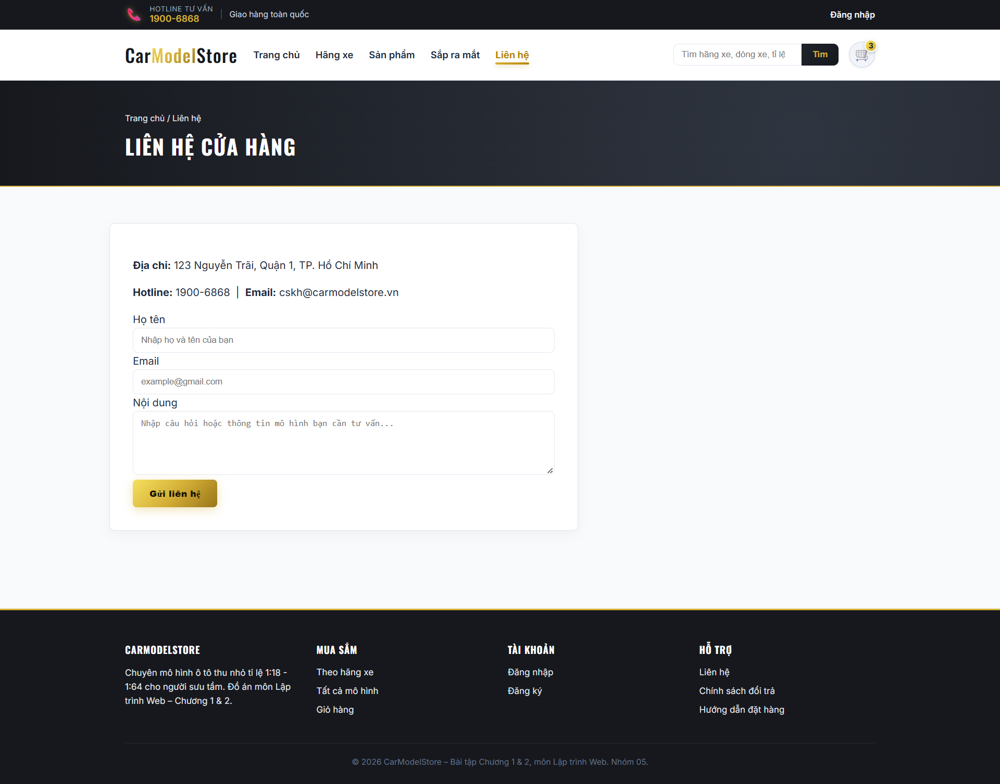 HOTLINE TƯ VẤN
1900-6868
Giao hàng toàn quốc
Đăng nhập
CarModelStore
Trang chủ
Hãng xe
Sản phẩm
Sắp ra mắt
Liên hệ
Tìm hãng xe, dòng xe, tỉ lệ
Tìm
3
Trang chủ / Liên hệ
LIÊN HỆ CỬA HÀNG
Địa chỉ: 123 Nguyễn Trãi, Quận 1, TP. Hồ Chí Minh
Hotline: 1900-6868 | Email: cskh@carmodelstore.vn
Họ tên
Nhập họ và tên của bạn
Email
example@gmail.com
Nội dung
Nhập câu hỏi hoặc thông tin mô hình bạn cần tư vấn...
Gửi liên hệ
CARMODELSTORE
Chuyên mô hình ô tô thu nhỏ tỉ lệ 1:18 -
1:64 cho người sưu tầm. Đồ án môn Lập
trình Web – Chương 1 & 2.
MUA SẮM
Theo hãng xe
Tất cả mô hình
Giỏ hàng
TÀI KHOẢN
Đăng nhập
Đăng ký
HỖ TRỢ
Liên hệ
Chính sách đổi trả
Hướng dẫn đặt hàng
© 2026 CarModelStore – Bài tập Chương 1 & 2, môn Lập trình Web. Nhóm 05.